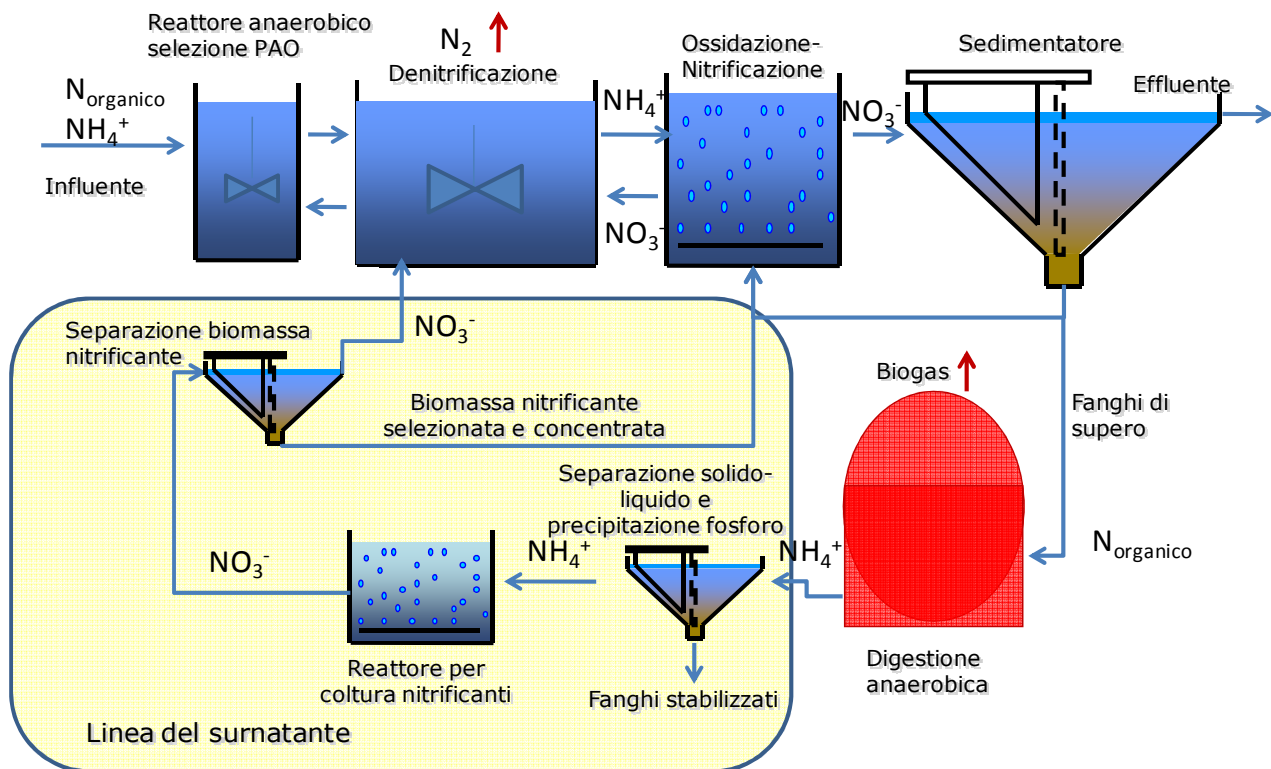 Reattore anaerobico
selezione PAO
N2
Denitrificazione
Ossidazione-
Nitrificazione
Sedimentatore
Effluente
Norganico
NH4+
Influente
NH4+
NO3-
NO3-
Separazione biomassa
nitrificante
NO3-
Biomassa nitrificante
selezionata e concentrata
Biogas
Fanghi di
supero
Separazione solido-
liquido e
precipitazione fosforo
NO3-
NH4+
NH4+
Norganico
Reattore per
coltura nitrificanti
Fanghi stabilizzati
Digestione
anaerobica
Linea del surnatante